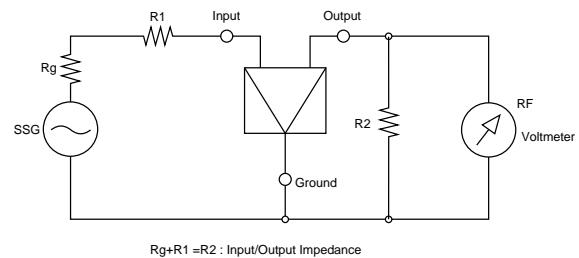 R1
Input
Output
Rg
SSG
R2
RF
Voltmeter
Ground
Rg+R1 =R2 : Input/Output Impedance